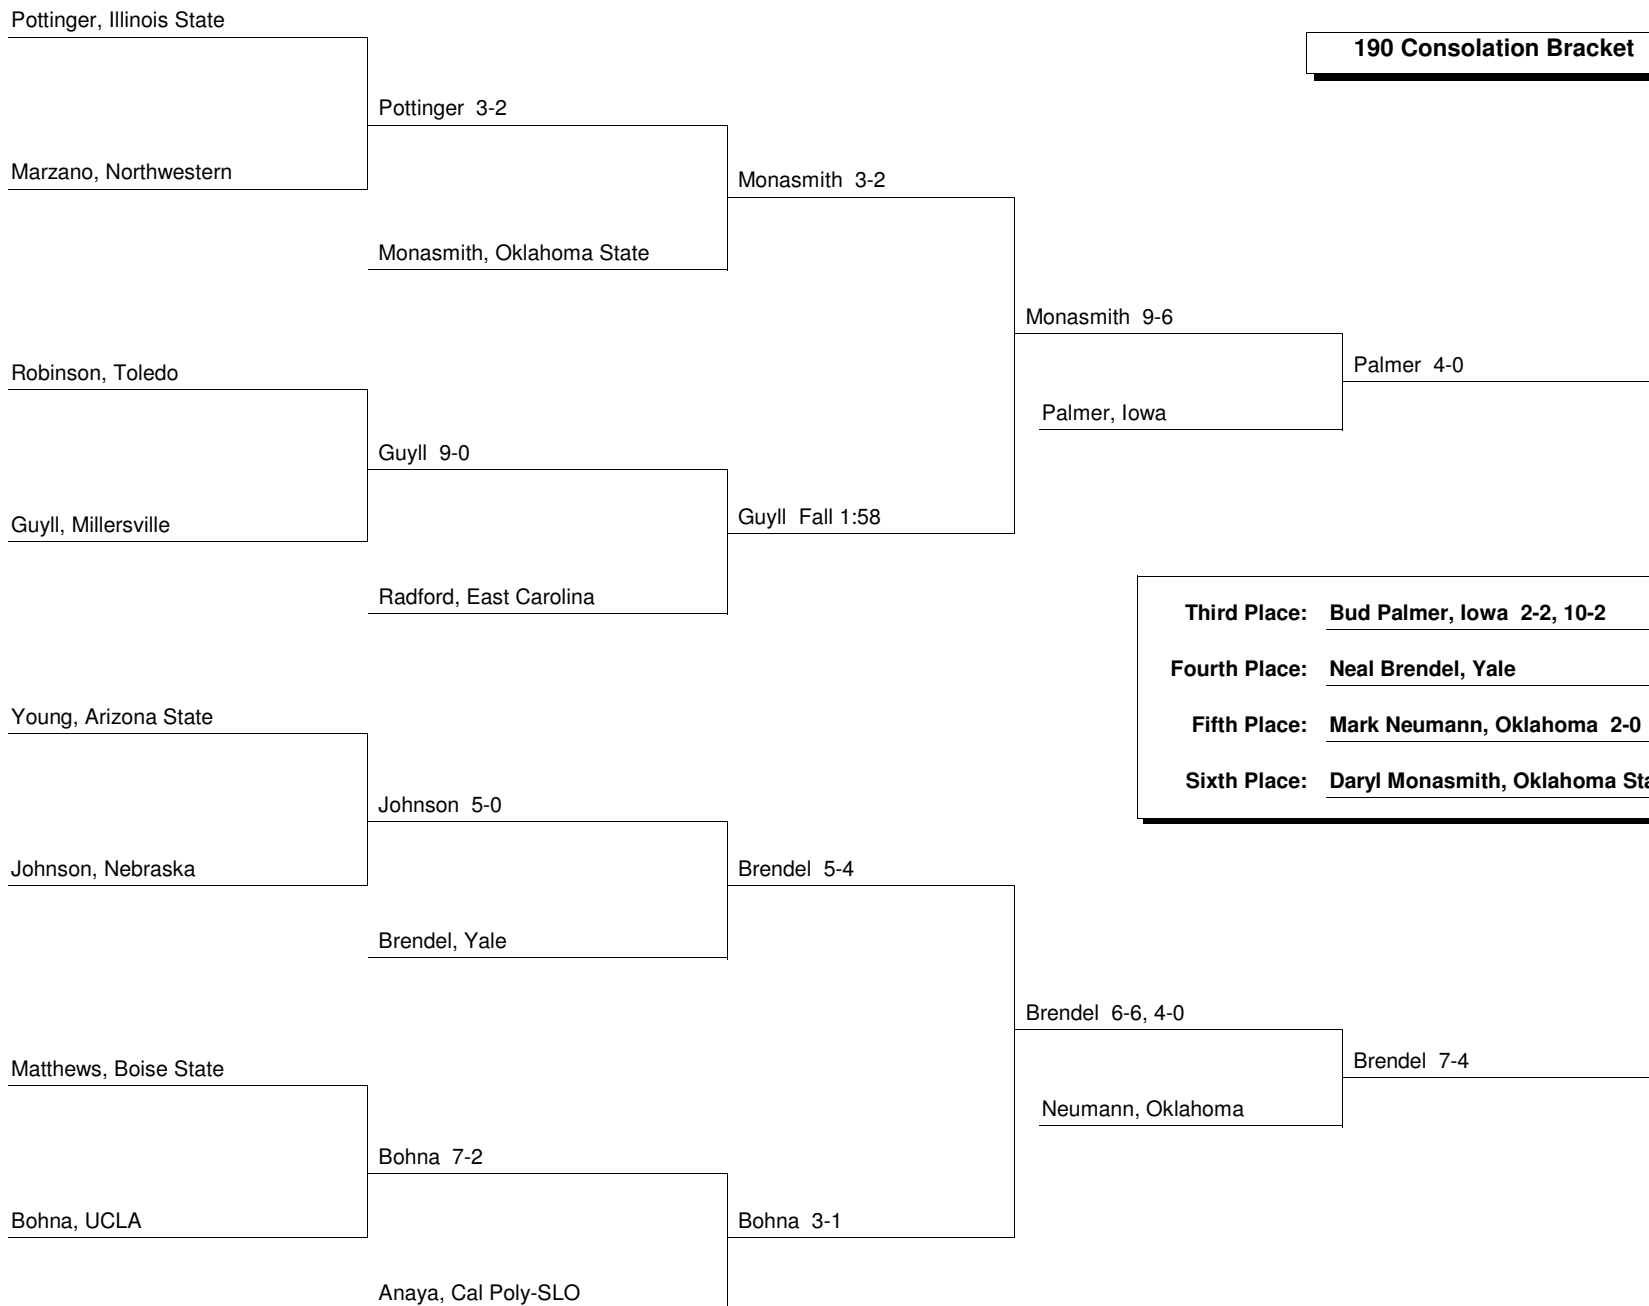 Pottinger, Illinois State
190 Consolation Bracket
Pottinger 3-2
Marzano, Northwestern
Monasmith 3-2
Monasmith, Oklahoma State
Monasmith 9-6
Robinson, Toledo
Palmer 4-0
Palmer, Iowa
Guyll 9-0
Guyll, Millersville
Guyll Fall 1:58
Radford, East Carolina
Third Place: Bud Palmer, Iowa 2-2, 10-2
Fourth Place: Neal Brendel, Yale
Fifth Place: Mark Neumann, Oklahoma 2-0
Sixth Place: Daryl Monasmith, Oklahoma Sta
Young, Arizona State
Johnson 5-0
Johnson, Nebraska
Brendel 5-4
Brendel, Yale
Brendel 6-6, 4-0
Matthews, Boise State
Brendel 7-4
Neumann, Oklahoma
Bohna 7-2
Bohna, UCLA
Bohna 3-1
Anaya, Cal Poly-SLO